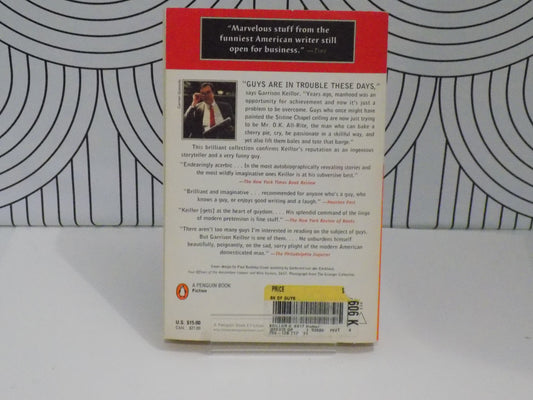 "Marvelous stuff from the
funniest American writer still
open for business." —Time
"GUYS ARE IN TROUBLE THESE DAYS,"
says Garrison Keillor. "Years ago, manhood was an
opportunity for achievement and now it's just a
problem to be overcome. Guys who once might have
painted the Sistine Chapel ceiling are now just trying
to be Mr. O.K. All-Rite, the man who can bake a
cherry pie, cry, be passionate in a skillful way, and
yet also lift them bales and tote that barge."
This brilliant collection confirms Keillor's reputation as an ingenious
storyteller and a very funny guy.
"Endearingly acerbic . . . In the most autobiographically revealing stories and
the most wildly imaginative ones Keillor is at his subversive best."
—The New York Times Book Review
"Brilliant and imaginative . . . recommended for anyone who's a guy, who
knows a guy, or enjoys good writing and a laugh." —Houston Post
"Keillor [gets] at the heart of guydom. . . . His splendid command of the lingo
of modern pretension is fine stuff." —The New York Review of Books
"There aren't too many guys I'm interested in reading on the subject of guys.
But Garrison Keillor is one of them. . . . He unburdens himself
beautifully, poignantly, on the sad, sorry plight of the modern American
domesticated man." —The Philadelphia Inquirer
A PENGUIN BOOK
Fiction
PRICE
BK OF GUYS
U.S. $15.00
606 K